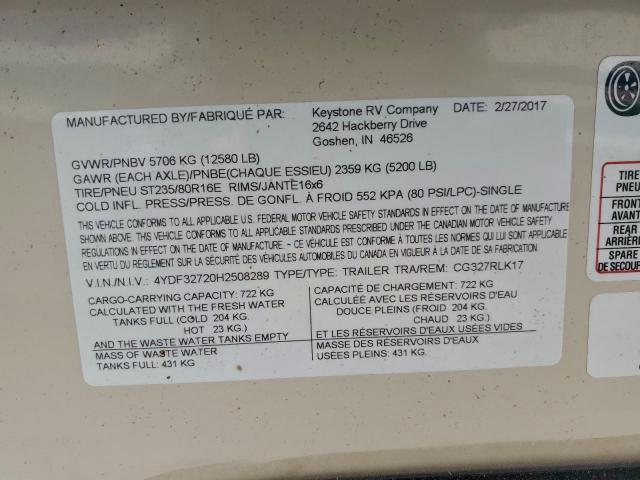 MANUFACTURED BY/FABRIQUÉ PAR: Keystone RV Company DATE: 2/27/2017
2642 Hackberry Drive
Goshen, IN 46526
GVWR/PNBV 5706 KG (12580 LB)
GAWR (EACH AXLE)/PNBE(CHAQUE ESSIEU) 2359 KG (5200 LB)
TIRE/PNEU ST235/80R16E RIMS/JANTE16x6
COLD INFL. PRESS/PRESS. DE GONFL. À FROID 552 KPA (80 PSI/LPC)-SINGLE
THIS VEHICLE CONFORMS TO ALL APPLICABLE U.S. FEDERAL MOTOR VEHICLE SAFETY STANDARDS IN EFFECT ON THE DATE OF MANUFACTURE
SHOWN ABOVE. THIS VEHICLE CONFORMS TO ALL APPLICABLE STANDARDS PRESCRIBED UNDER THE CANADIAN MOTOR VEHICLE SAFETY
REGULATIONS IN EFFECT ON THE DATE OF MANUFACTURE - CE VÉHICULE EST CONFORME À TOUTES LES NORMES QUI LUI SONT APPLICABLES
EN VERTU DU RÈGLEMENT SUR LA SÉCURITÉ DES VÉHICULES AUTOMOBILES DU CANADA EN VIGUEUR À LA DATE DE SA FABRICATION.
V.I.N./N.I.V.: 4YDF32720H2508289 TYPE/TYPE: TRAILER TRA/REM: CG327RLK17
CARGO-CARRYING CAPACITY: 722 KG
CALCULATED WITH THE FRESH WATER
TANKS FULL (COLD 204 KG.
HOT 23 KG.)
AND THE WASTE WATER TANKS EMPTY
MASS OF WASTE WATER
TANKS FULL: 431 KG
CAPACITÉ DE CHARGEMENT: 722 KG
CALCULÉE AVEC LES RÉSERVOIRS D'EAU
DOUCE PLEINS (FROID 204 KG.
CHAUD 23 KG.)
ET LES RÉSERVOIRS D'EAUX USÉES VIDES
MASSE DES RÉSERVOIRS D'EAUX
USÉES PLEINS: 431 KG
TIRE
PNEU
FRONT
AVANT
REAR
ARRIÈRE
SPARE
DE SECOURS